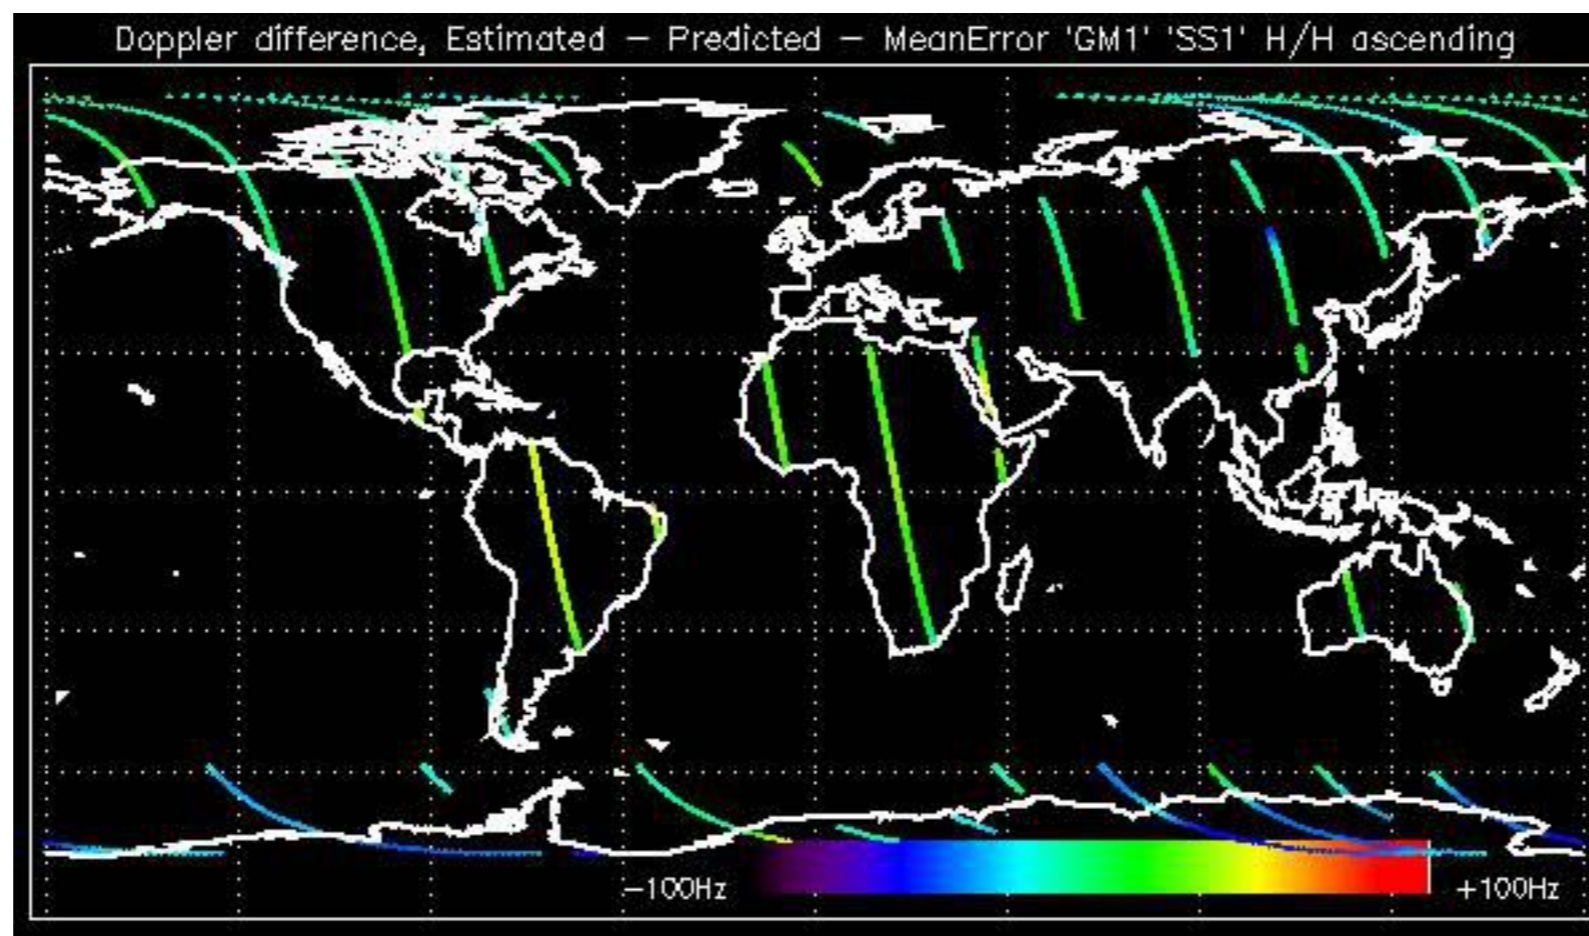 Doppler difference, Estimated – Predicted – MeanError 'GM1' 'SS1' H/H ascending
–100Hz
+100Hz